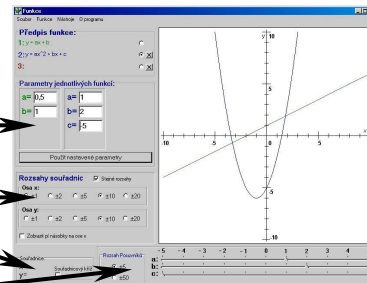 Funkce
Soubor Funkce Nástroje O programu
Předpis funkce:
1: y = ax + b
2: y = ax^2 + bx + c
3:
Parametry jednotlivých funkcí:
a= 0,5 a= 1
b= 1 b= 2
c= -5
Použít nastavené parametry
Rozsahy souřadnic Stejné rozsahy
Osa x:
±1 ±2 ±5 ±10 ±20
Osa y:
±1 ±2 ±5 ±10 ±20
Zobrazit pí násobky na ose x
Souřadnice:
Souřadnicový kříž
y=
Rozsah Posuvníků
±5
±50
-5 -4 -3 -2 -1 0 1 2 3 4
a:
b:
c:
y 10
5
-10 -5 0 5 x
-5
-10